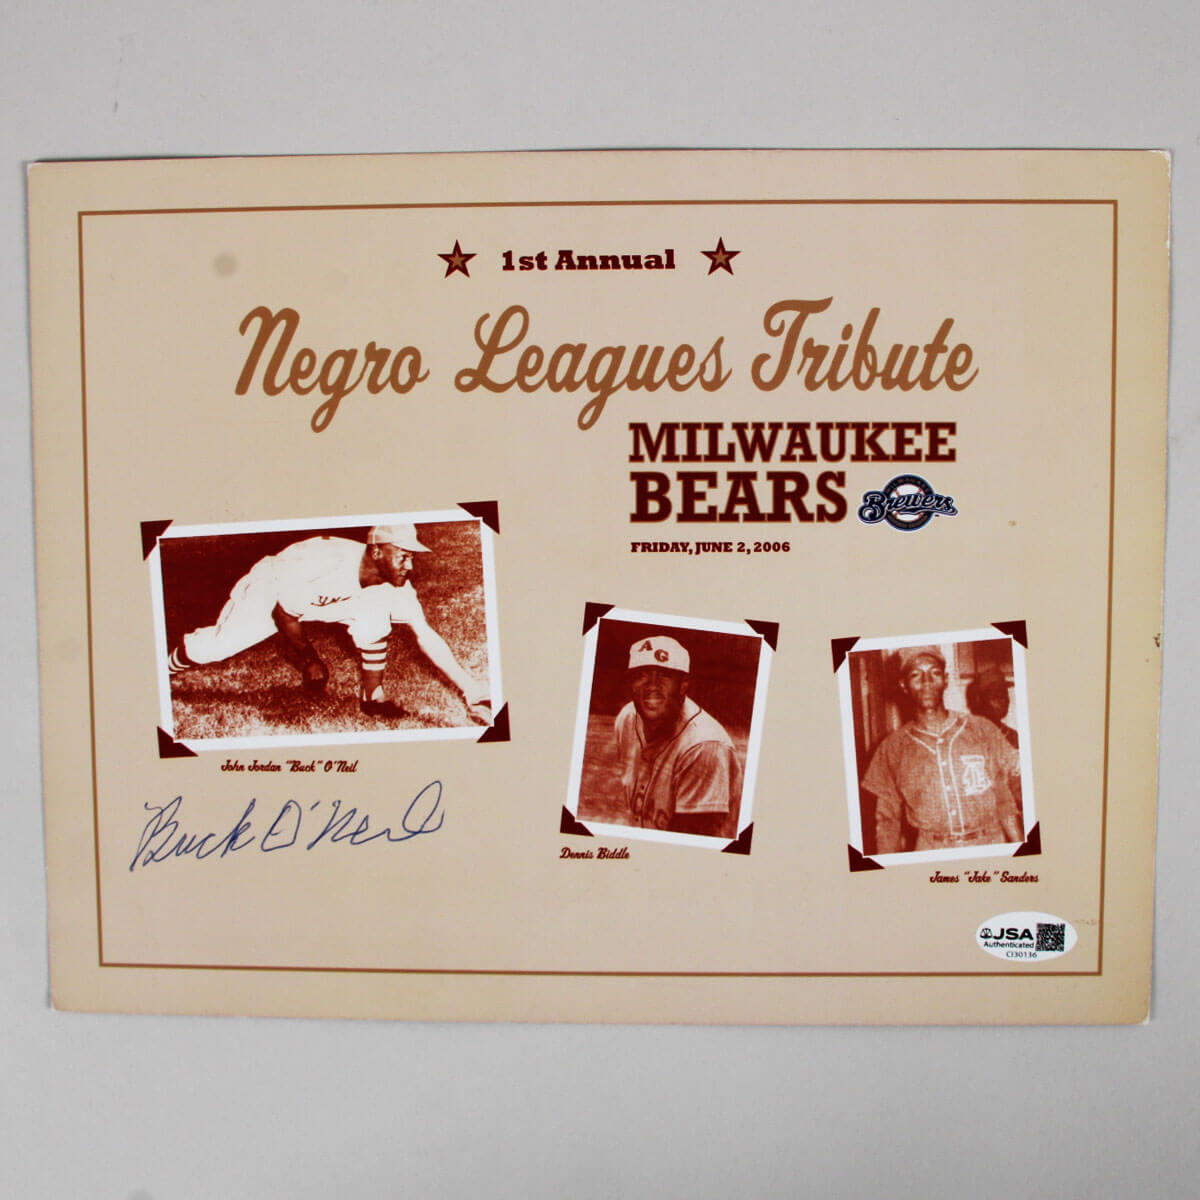 1st Annual
Negro Leagues Tribute
MILWAUKEE
BEARS
Brewers
FRIDAY, JUNE 2, 2006
AG
John Jordan "Buck" O'Neil
Buck O'Neil
Dennis Biddle
James "Jake" Sanders
JSA
Authenticated
CI30136